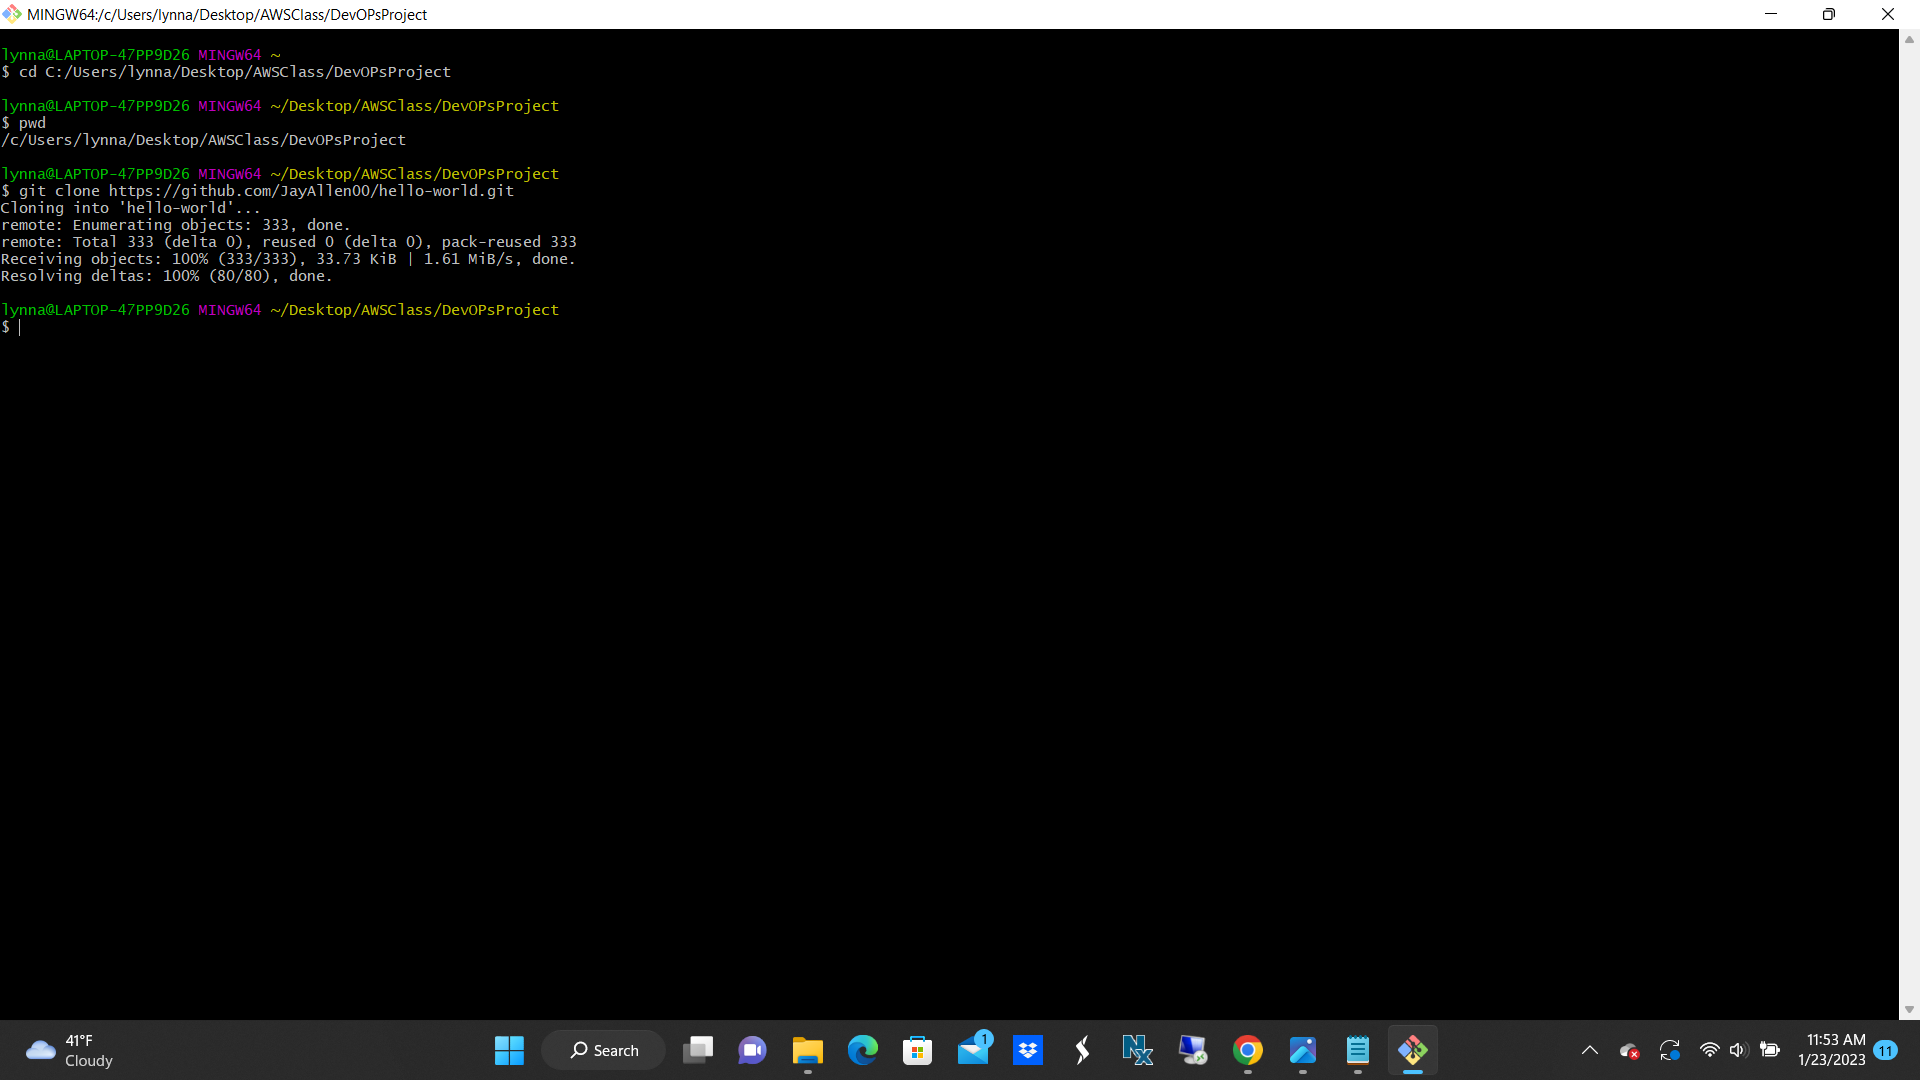 MINGW64:/c/Users/lynna/Desktop/AWSClass/DevOPsProject
lynna@LAPTOP-47PP9D26 MINGW64 ~
$ cd C:/Users/lynna/Desktop/AWSClass/DevOPsProject
lynna@LAPTOP-47PP9D26 MINGW64 ~/Desktop/AWSClass/DevOPsProject
$ pwd
/c/Users/lynna/Desktop/AWSClass/DevOPsProject
lynna@LAPTOP-47PP9D26 MINGW64 ~/Desktop/AWSClass/DevOPsProject
$ git clone https://github.com/JayAllen00/hello-world.git
Cloning into 'hello-world'...
remote: Enumerating objects: 333, done.
remote: Total 333 (delta 0), reused 0 (delta 0), pack-reused 333
Receiving objects: 100% (333/333), 33.73 KiB | 1.61 MiB/s, done.
Resolving deltas: 100% (80/80), done.
lynna@LAPTOP-47PP9D26 MINGW64 ~/Desktop/AWSClass/DevOPsProject
$
41°F
Cloudy
Search
1
Nx
11:53 AM
1/23/2023
11